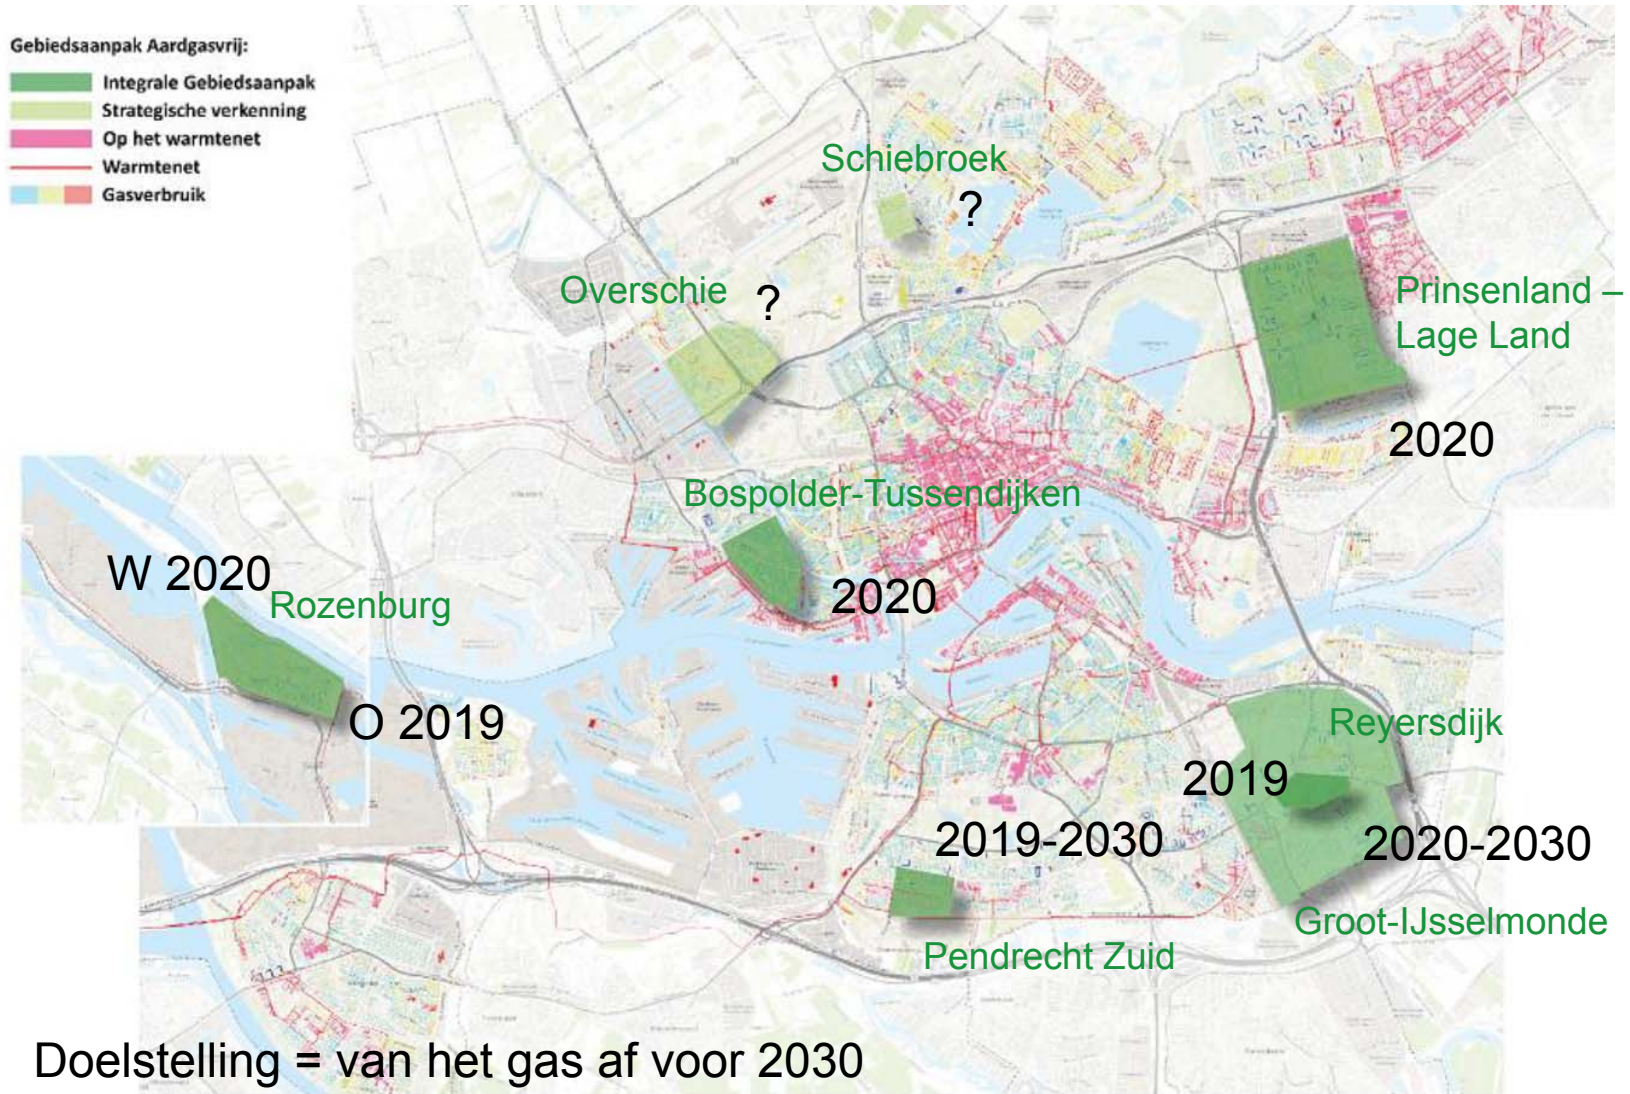 Gebiedsaanpak Aardgasvrij:
Integrale Gebiedsaanpak
Strategische verkenning
Op het warmtenet
Warmtenet
Gasverbruik
Schiebroek
?
Overschie
?
Prinsenland –
Lage Land
2020
Bospolder-Tussendijken
2020
W 2020
Rozenburg
O 2019
Reyersdijk
2019
2019-2030
2020-2030
Groot-IJsselmonde
Pendrecht Zuid
Doelstelling = van het gas af voor 2030